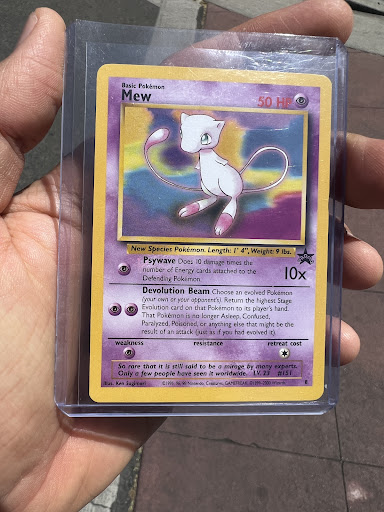 Basic Pokémon
Mew
50 HP
New Species Pokémon. Length: 1' 4", Weight: 9 lbs.
Psywave Does 10 damage times the
number of Energy cards attached to the
Defending Pokémon.
10x
Devolution Beam Choose an evolved Pokémon
(your own or your opponent's). Return the highest Stage
Evolution card on that Pokémon to its player's hand.
That Pokémon is no longer Asleep, Confused,
Paralyzed, Poisoned, or anything else that might be the
result of an attack (just as if you had evolved it).
weakness resistance retreat cost
So rare that it is still said to be a mirage by many experts.
Only a few people have seen it worldwide. LV. 23 #151
Illus. Ken Sugimori
8